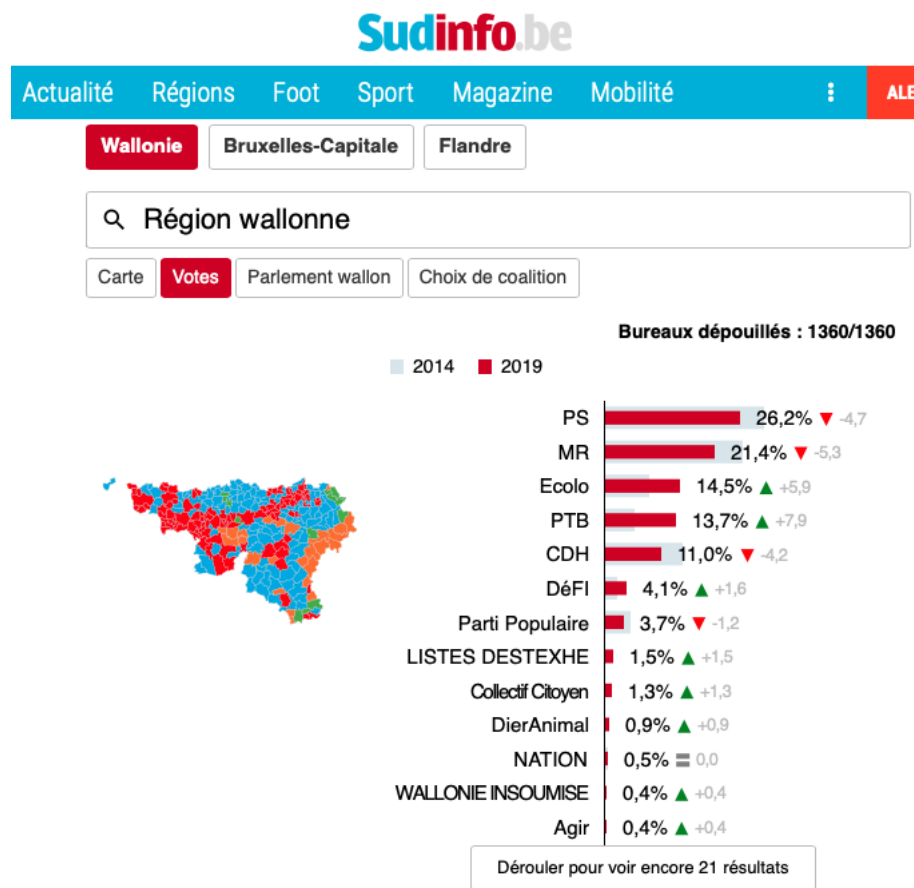 Sudinfo.be
Actualité Régions Foot Sport Magazine Mobilité
Wallonie Bruxelles-Capitale Flandre
Région wallonne
Carte Votes Parlement wallon Choix de coalition
Bureaux dépouillés : 1360/1360
2014 2019
PS 26,2% ▼ -4,7
MR 21,4% ▼ -5,3
Ecolo 14,5% ▲ +5,9
PTB 13,7% ▲ +7,9
CDH 11,0% ▼ -4,2
DéFI 4,1% ▲ +1,6
Parti Populaire 3,7% ▼ -1,2
LISTES DESTEXHE 1,5% ▲ +1,5
Collectif Citoyen 1,3% ▲ +1,3
DierAnimal 0,9% ▲ +0,9
NATION 0,5% = 0,0
WALLONIE INSOUMISE 0,4% ▲ +0,4
Agir 0,4% ▲ +0,4
Dérouler pour voir encore 21 résultats